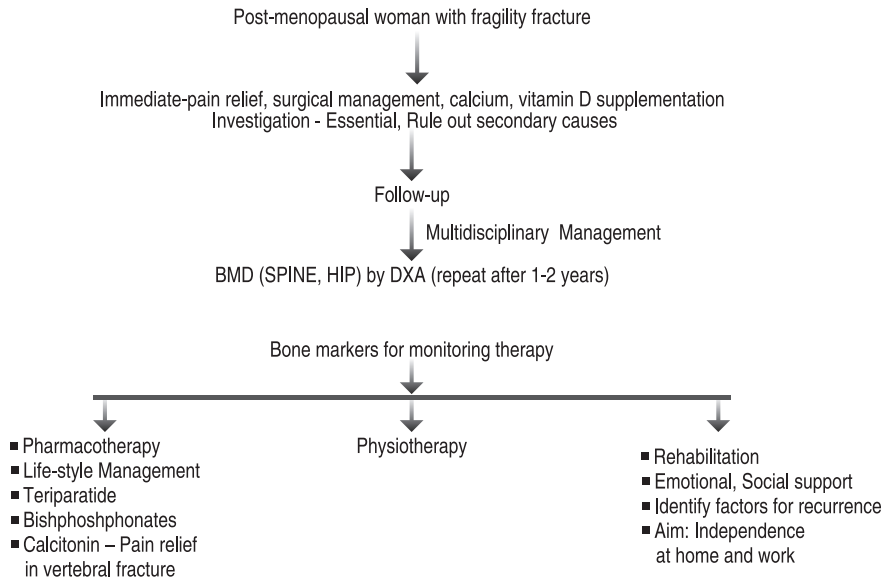 Post-menopausal woman with fragility fracture
Immediate-pain relief, surgical management, calcium, vitamin D supplementation
Investigation - Essential, Rule out secondary causes
Follow-up
Multidisciplinary Management
BMD (SPINE, HIP) by DXA (repeat after 1-2 years)
Bone markers for monitoring therapy
■ Pharmacotherapy
■ Life-style Management
■ Teriparatide
■ Bishphoshphonates
■ Calcitonin – Pain relief
in vertebral fracture
Physiotherapy
■ Rehabilitation
■ Emotional, Social support
■ Identify factors for recurrence
■ Aim: Independence
at home and work